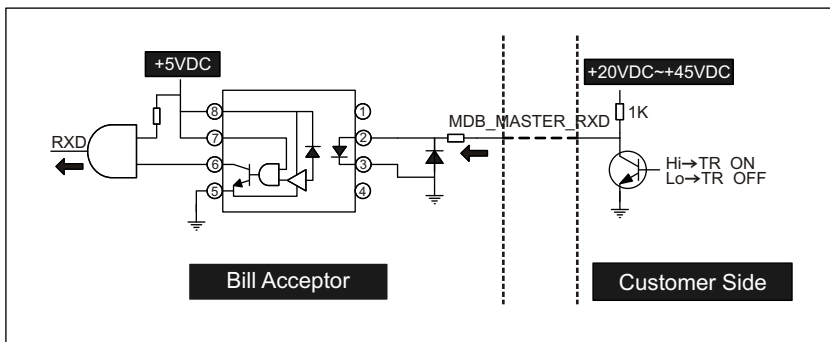 +5VDC
+20VDC~+45VDC
8
1
1K
MDB_MASTER_RXD
RXD
7
2
6
3
Hi→TR ON
Lo→TR OFF
5
4
Bill Acceptor
Customer Side